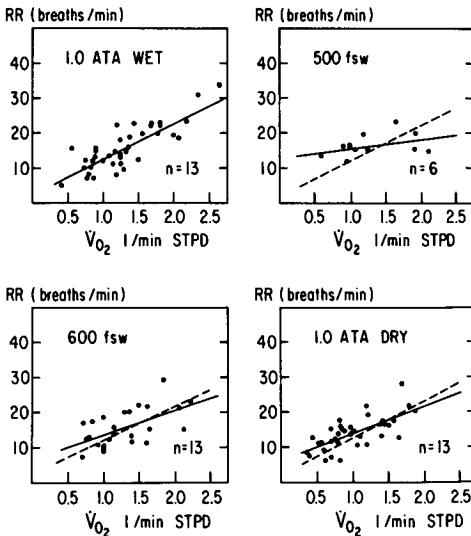 RR (breaths/min)
40
30
20
10
1.0 ATA WET
n=13
0.5 1.0 1.5 2.0 2.5
V̇O₂ l/min STPD
RR (breaths/min)
40
30
20
10
500 fsw
n=6
0.5 1.0 1.5 2.0 2.5
V̇O₂ l/min STPD
RR (breaths/min)
40
30
20
10
600 fsw
n=13
0.5 1.0 1.5 2.0 2.5
V̇O₂ l/min STPD
RR (breaths/min)
40
30
20
10
1.0 ATA DRY
n=13
0.5 1.0 1.5 2.0 2.5
V̇O₂ l/min STPD